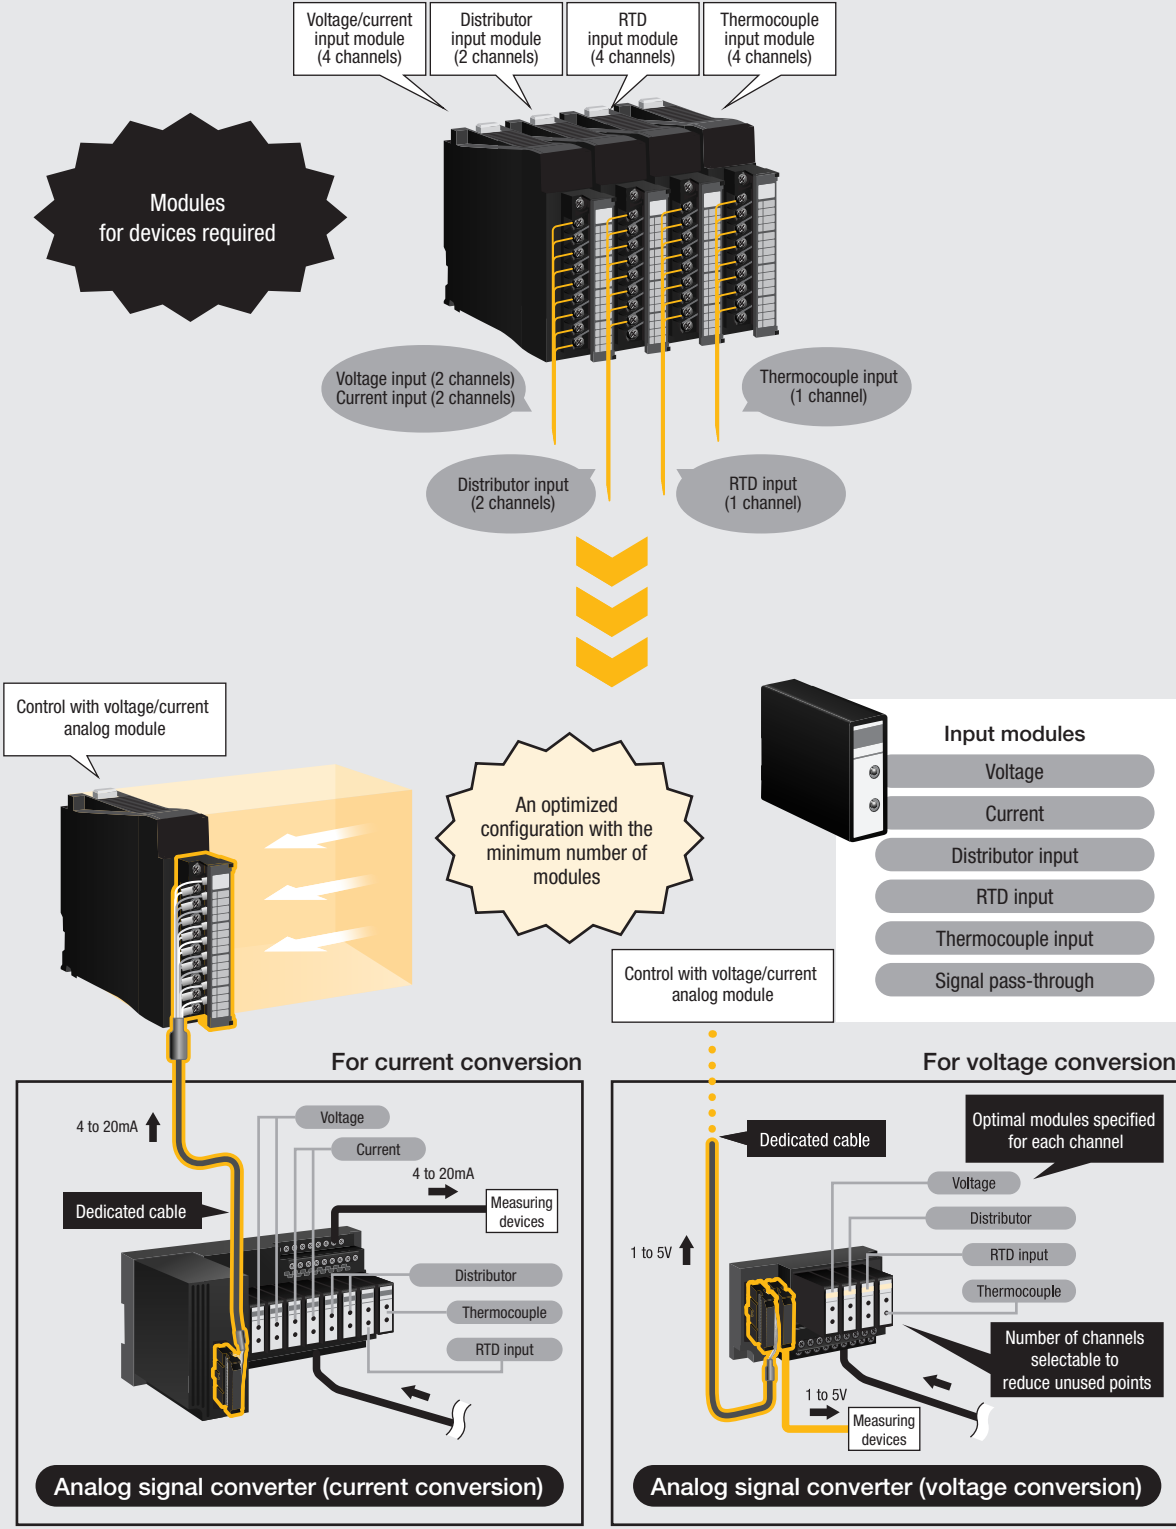 Voltage/current
input module
(4 channels)
Distributor
input module
(2 channels)
RTD
input module
(4 channels)
Thermocouple
input module
(4 channels)
Modules
for devices required
Voltage input (2 channels)
Current input (2 channels)
Thermocouple input
(1 channel)
Distributor input
(2 channels)
RTD input
(1 channel)
Control with voltage/current
analog module
An optimized
configuration with the
minimum number of
modules
Input modules
Voltage
Current
Distributor input
RTD input
Thermocouple input
Signal pass-through
Control with voltage/current
analog module
For current conversion
4 to 20mA
Voltage
Current
4 to 20mA
Measuring
devices
Dedicated cable
Distributor
Thermocouple
RTD input
Analog signal converter (current conversion)
For voltage conversion
Optimal modules specified
for each channel
Dedicated cable
Voltage
Distributor
1 to 5V
RTD input
Thermocouple
Number of channels
selectable to
reduce unused points
1 to 5V
Measuring
devices
Analog signal converter (voltage conversion)